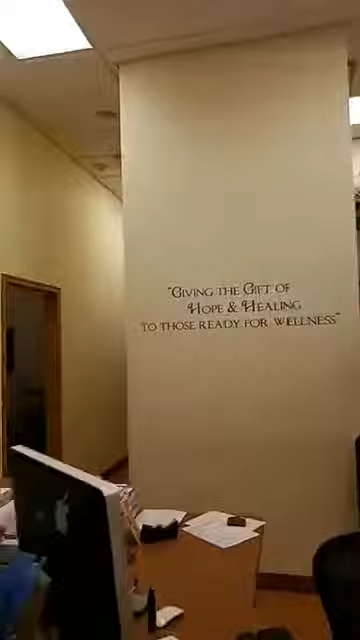 "Giving the Gift of
Hope & Healing
to those ready for wellness"